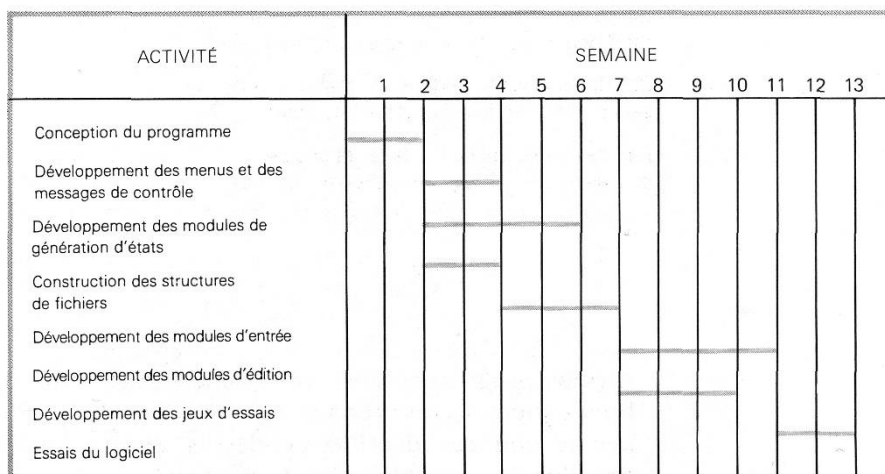 ACTIVITÉ
SEMAINE
1 2 3 4 5 6 7 8 9 10 11 12 13
Conception du programme
Développement des menus et des
messages de contrôle
Développement des modules de
génération d'états
Construction des structures
de fichiers
Développement des modules d'entrée
Développement des modules d'édition
Développement des jeux d'essais
Essais du logiciel